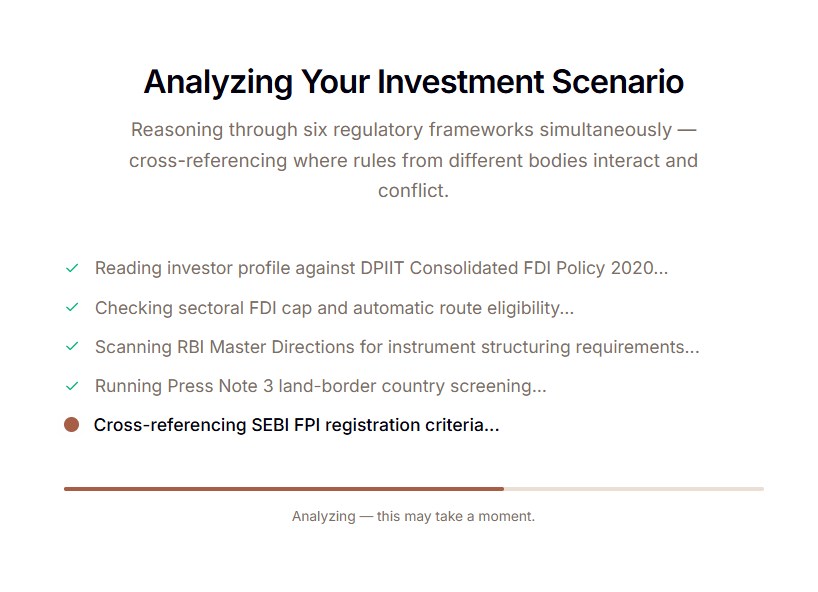 Analyzing Your Investment Scenario
Reasoning through six regulatory frameworks simultaneously —
cross-referencing where rules from different bodies interact and
conflict.
Reading investor profile against DPIIT Consolidated FDI Policy 2020...
Checking sectoral FDI cap and automatic route eligibility...
Scanning RBI Master Directions for instrument structuring requirements...
Running Press Note 3 land-border country screening...
Cross-referencing SEBI FPI registration criteria...
Analyzing — this may take a moment.